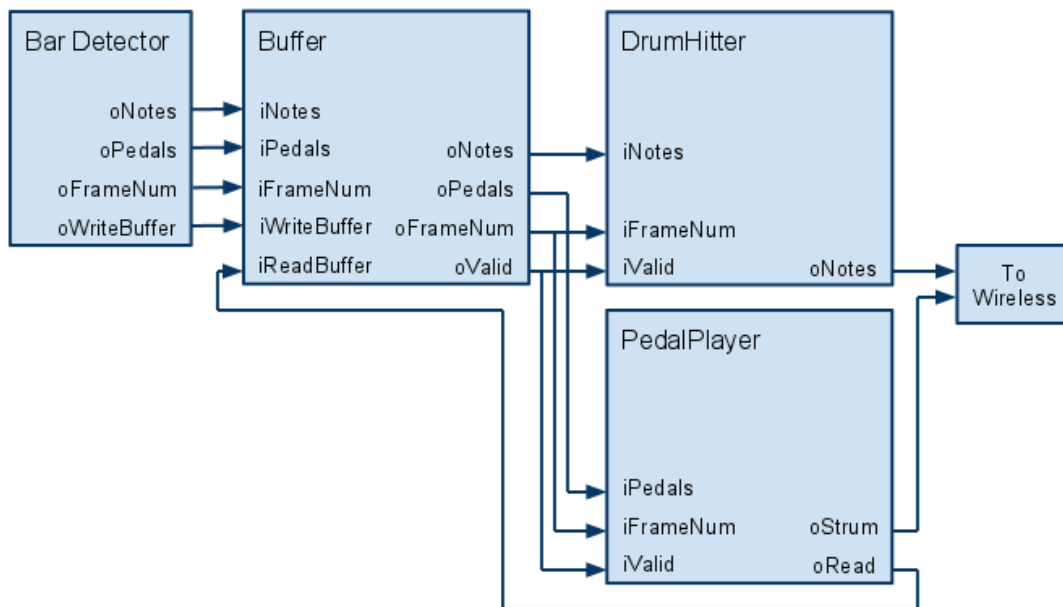 Bar Detector
oNotes
oPedals
oFrameNum
oWriteBuffer
Buffer
iNotes
iPedals
iFrameNum
iWriteBuffer
iReadBuffer
oNotes
oPedals
oFrameNum
oValid
DrumHitter
iNotes
iFrameNum
iValid
oNotes
PedalPlayer
iPedals
iFrameNum
iValid
oStrum
oRead
To
Wireless